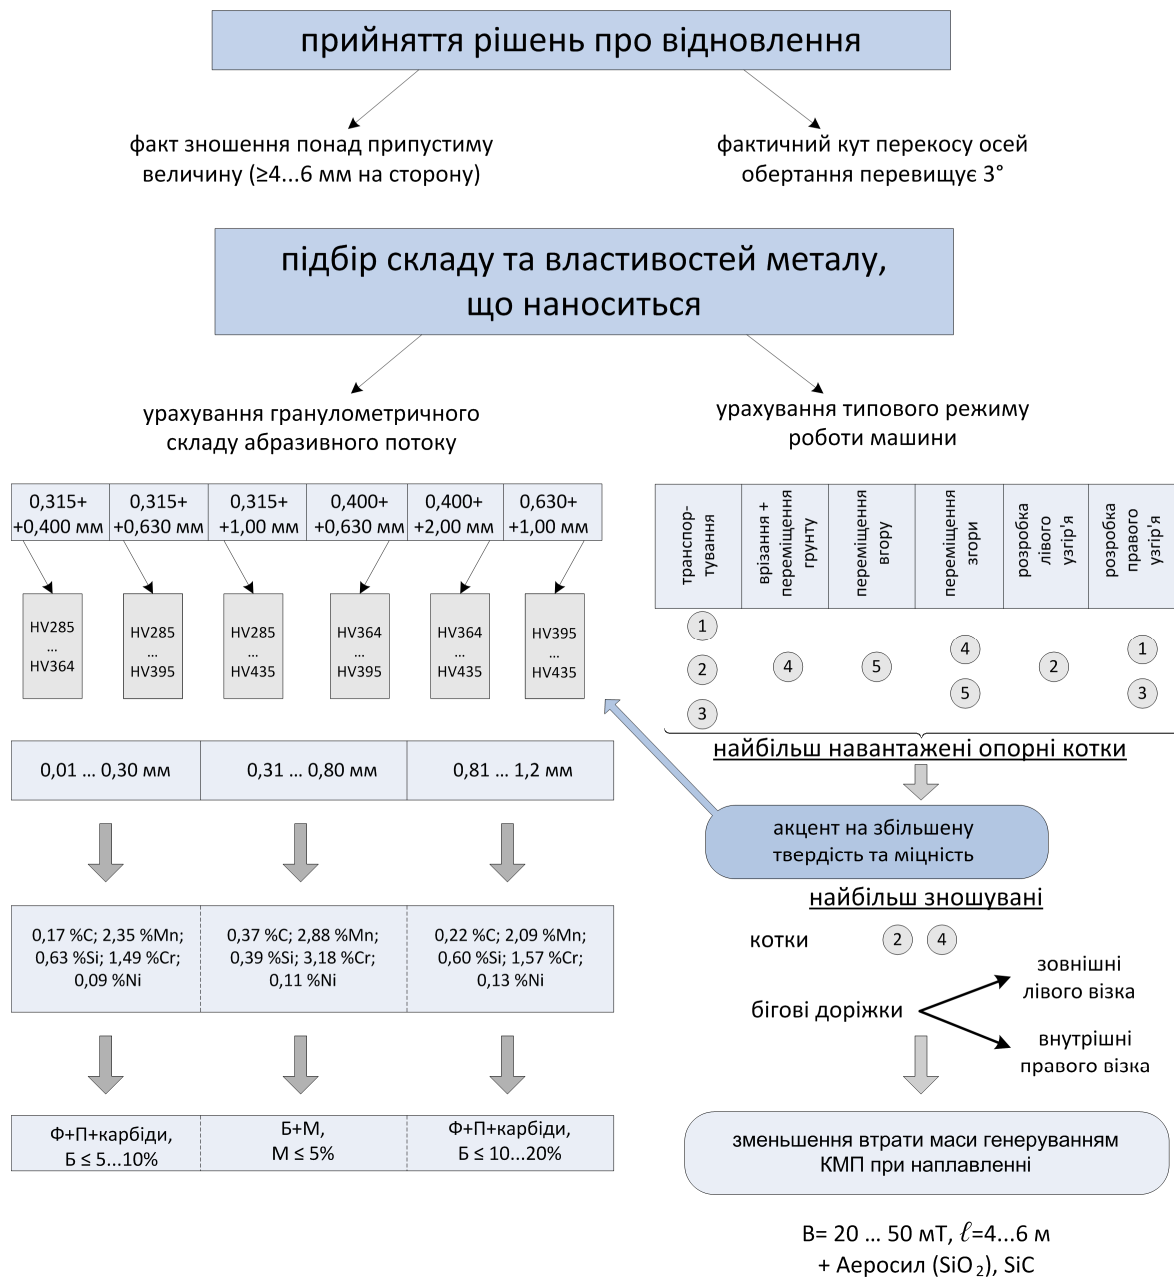 прийняття рішень про відновлення
факт зношення понад припустиму
величину (≥4...6 мм на сторону)
фактичний кут перекосу осей
обертання перевищує 3°
підбір складу та властивостей металу,
що наноситься
урахування гранулометричного
складу абразивного потоку
урахування типового режиму
роботи машини
0,315+
+0,400 мм
0,315+
+0,630 мм
0,315+
+1,00 мм
0,400+
+0,630 мм
0,400+
+2,00 мм
0,630+
+1,00 мм
HV285
...
HV364
HV285
...
HV395
HV285
...
HV435
HV364
...
HV395
HV364
...
HV435
HV395
...
HV435
0,01 ... 0,30 мм
0,31 ... 0,80 мм
0,81 ... 1,2 мм
0,17 %C; 2,35 %Mn;
0,63 %Si; 1,49 %Cr;
0,09 %Ni
0,37 %C; 2,88 %Mn;
0,39 %Si; 3,18 %Cr;
0,11 %Ni
0,22 %C; 2,09 %Mn;
0,60 %Si; 1,57 %Cr;
0,13 %Ni
Ф+П+карбіди,
Б ≤ 5...10%
Б+М,
М ≤ 5%
Ф+П+карбіди,
Б ≤ 10...20%
транспор-
тування
врізання +
переміщення
грунту
переміщення
вгору
переміщення
згори
розробка
лівого
узгір'я
розробка
правого
узгір'я
1
2
3
4
5
4
5
2
1
3
найбільш навантажені опорні котки
акцент на збільшену
твердість та міцність
найбільш зношувані
котки 2 4
бігові доріжки
зовнішні
лівого візка
внутрішні
правого візка
зменьшення втрати маси генеруванням
КМП при наплавленні
В= 20 ... 50 мТ, ℓ=4...6 м
+ Аеросил (SiO₂), SiC